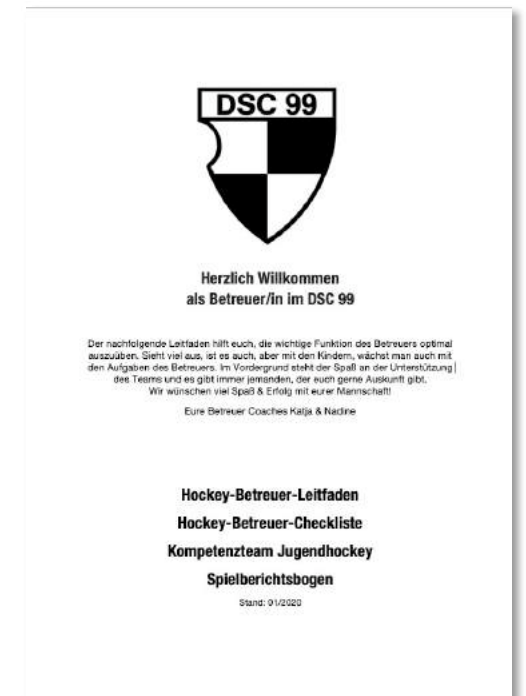 DSC 99
Herzlich Willkommen
als Betreuer/in im DSC 99
Der nachfolgende Leitfaden hilft euch, die wichtige Funktion des Betreuers optimal
auszuüben. Sieht viel aus, ist es auch, aber mit den Kindern, wächst man auch mit
den Aufgaben des Betreuers. Im Vordergrund steht der Spaß an der Unterstützung
des Teams und es gibt immer jemanden, der euch gerne Auskunft gibt.
Wir wünschen viel Spaß & Erfolg mit eurer Mannschaft!
Eure Betreuer Coaches Katja & Nadine
Hockey-Betreuer-Leitfaden
Hockey-Betreuer-Checkliste
Kompetenzteam Jugendhockey
Spielberichtsbogen
Stand: 01/2020